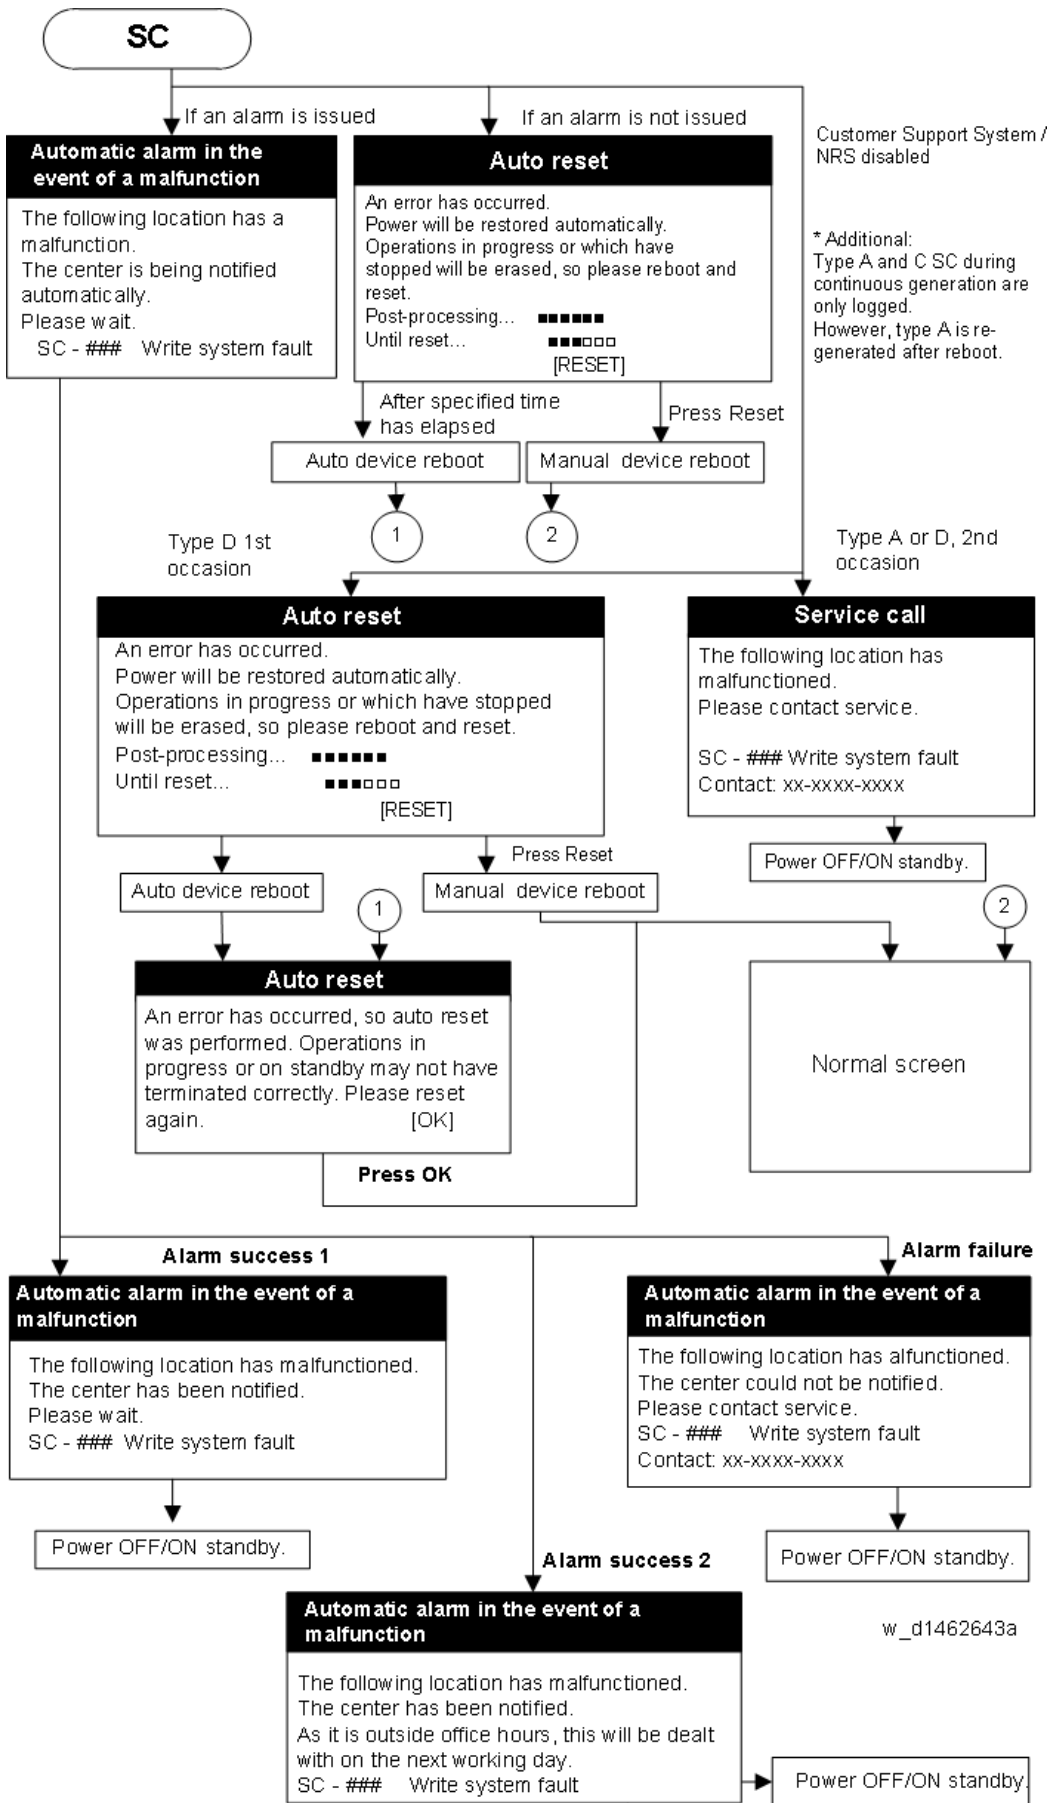 SC
If an alarm is issued
If an alarm is not issued
Customer Support System /
NRS disabled
Automatic alarm in the
event of a malfunction
The following location has a
malfunction.
The center is being notified
automatically.
Please wait.
SC - ### Write system fault
Auto reset
An error has occurred.
Power will be restored automatically.
Operations in progress or which have
stopped will be erased, so please reboot and
reset.
Post-processing... ■■■■■■
Until reset... ■■■□□□
[RESET]
* Additional:
Type A and C SC during
continuous generation are
only logged.
However, type A is re-
generated after reboot.
After specified time
has elapsed
Press Reset
Auto device reboot
Manual device reboot
1
2
Type D 1st
occasion
Type A or D, 2nd
occasion
Auto reset
An error has occurred.
Power will be restored automatically.
Operations in progress or which have stopped
will be erased, so please reboot and reset.
Post-processing... ■■■■■■
Until reset... ■■■□□□
[RESET]
Service call
The following location has
malfunctioned.
Please contact service.
SC - ### Write system fault
Contact: xx-xxxx-xxxx
Press Reset
Power OFF/ON standby.
Auto device reboot
Manual device reboot
1
2
Auto reset
An error has occurred, so auto reset
was performed. Operations in
progress or on standby may not have
terminated correctly. Please reset
again. [OK]
Press OK
Normal screen
Alarm success 1
Automatic alarm in the event of a
malfunction
The following location has malfunctioned.
The center has been notified.
Please wait.
SC - ### Write system fault
Power OFF/ON standby.
Alarm failure
Automatic alarm in the event of a
malfunction
The following location has alfunctioned.
The center could not be notified.
Please contact service.
SC - ### Write system fault
Contact: xx-xxxx-xxxx
Power OFF/ON standby.
Alarm success 2
Automatic alarm in the event of a
malfunction
The following location has malfunctioned.
The center has been notified.
As it is outside office hours, this will be dealt
with on the next working day.
SC - ### Write system fault
Power OFF/ON standby.
w_d1462643a